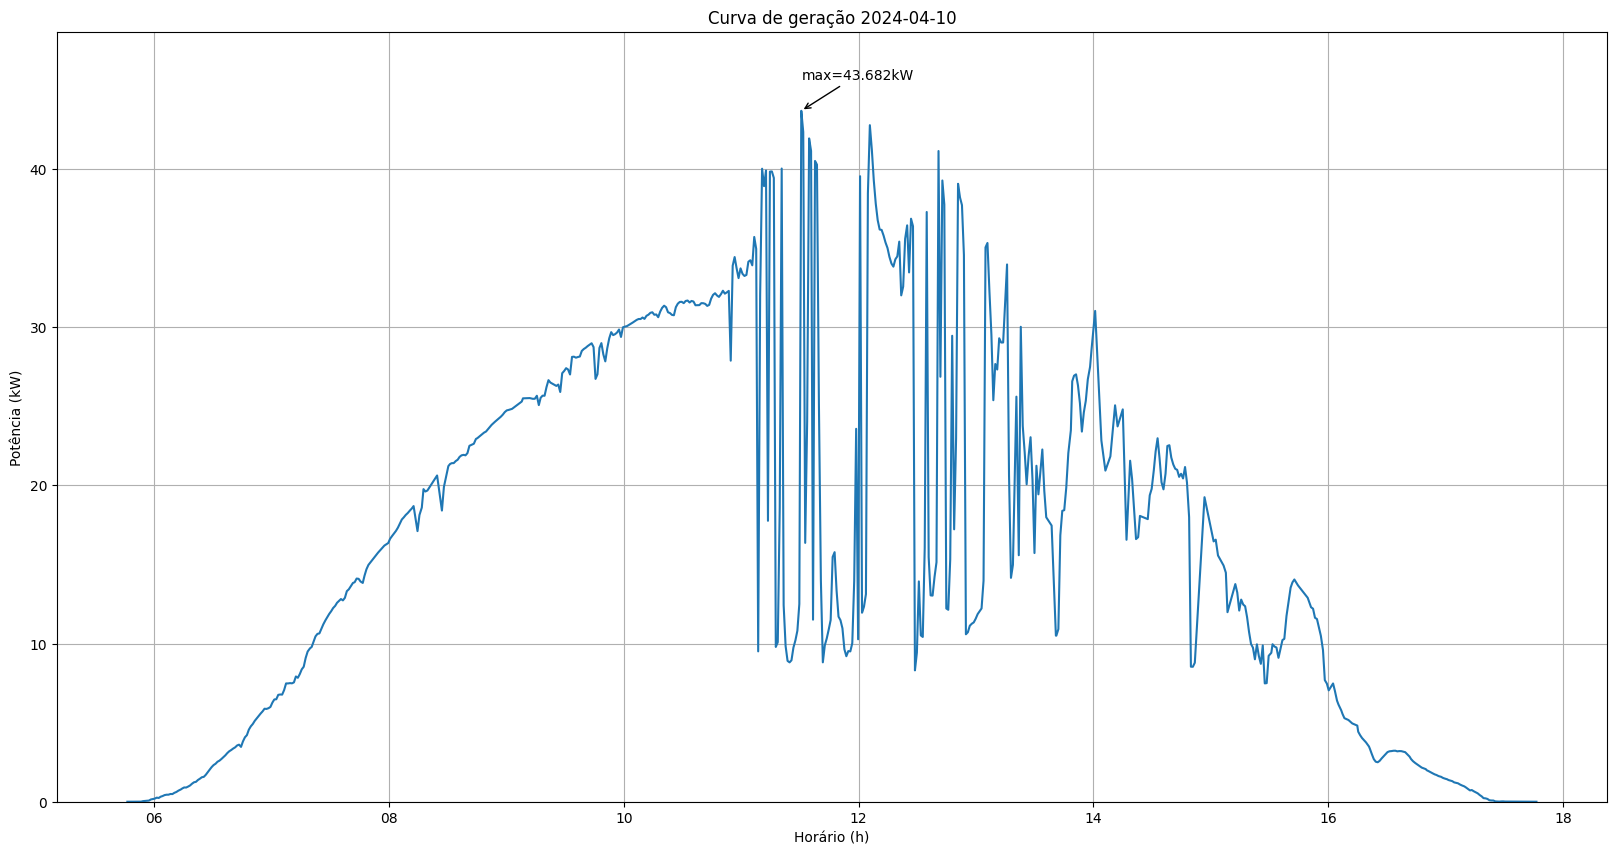 Curva de geração 2024-04-10
max=43.682kW
Potência (kW)
40
30
20
10
0
06 08 10 12 14 16 18
Horário (h)